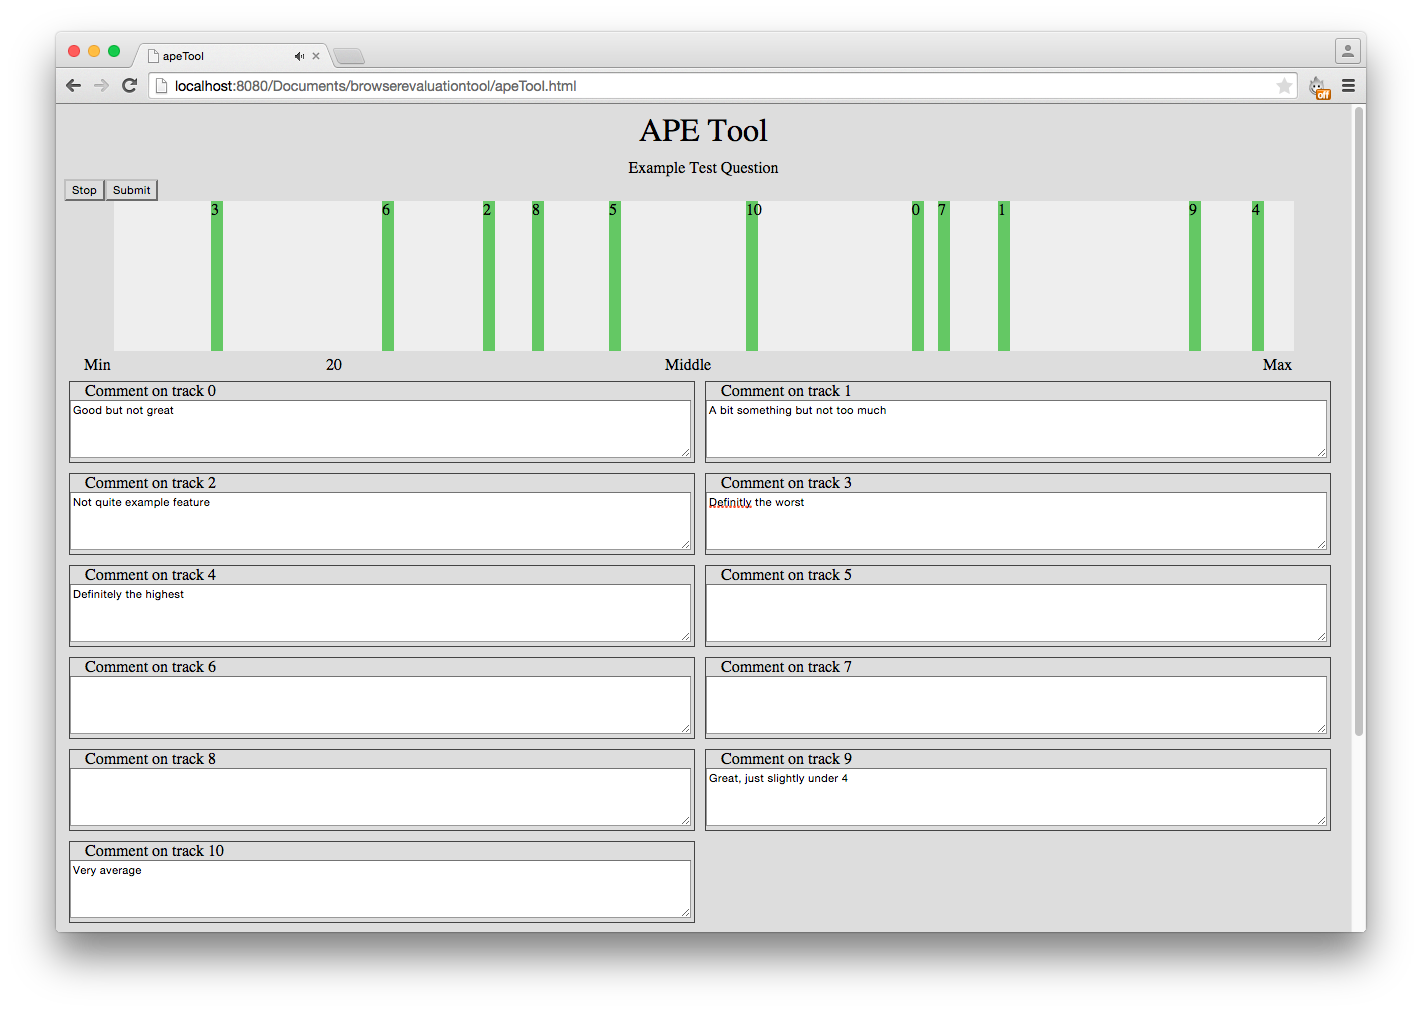 apeTool
localhost:8080/Documents/browserevaluationtool/apeTool.html
off
APE Tool
Example Test Question
Stop Submit
3 6 2 8 5 10 0 7 1 9 4
Min 20 Middle Max
Comment on track 0
Good but not great
Comment on track 1
A bit something but not too much
Comment on track 2
Not quite example feature
Comment on track 3
Definitly the worst
Comment on track 4
Definitely the highest
Comment on track 5
Comment on track 6
Comment on track 7
Comment on track 8
Comment on track 9
Great, just slightly under 4
Comment on track 10
Very average